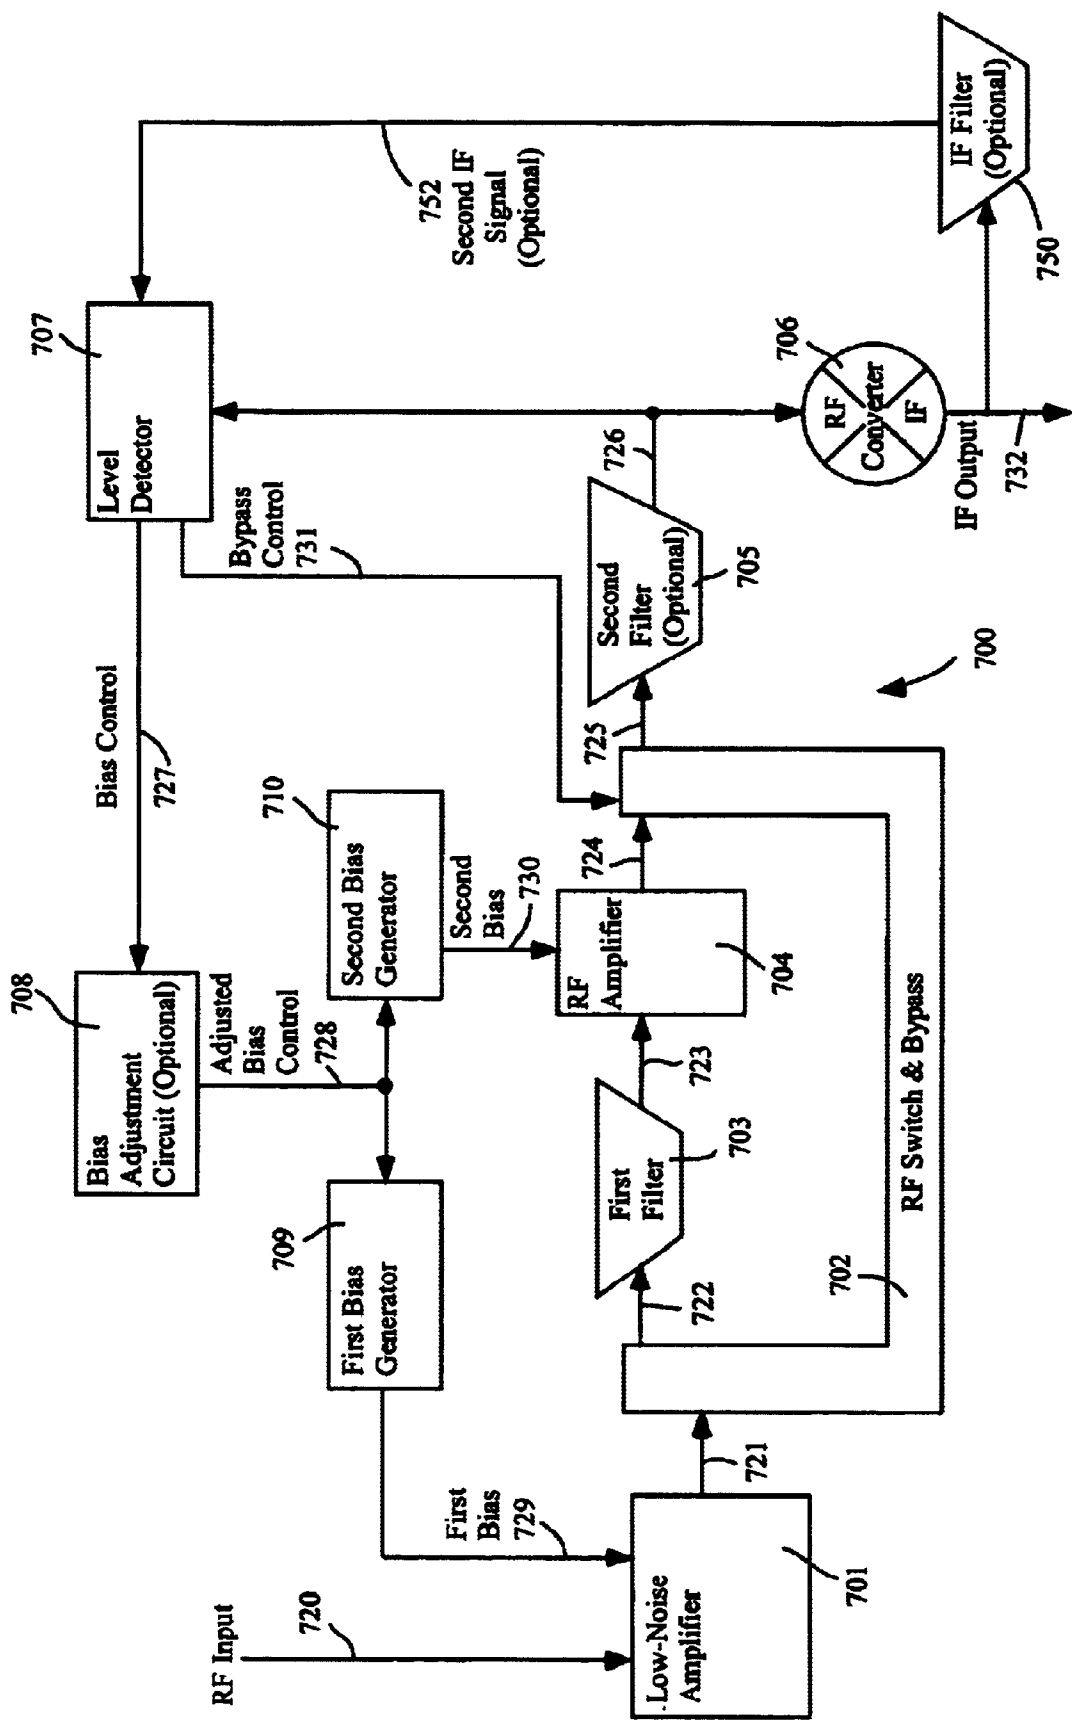 RF Input
720
.Low-Noise
Amplifier
701
First
Bias
729
721
First Bias
Generator
709
Bias
Adjustment
Circuit (Optional)
708
Adjusted
Bias
Control
728
Second Bias
Generator
710
Second
Bias
730
Bias Control
727
Level
Detector
707
Bypass
Control
731
752
Second IF
Signal
(Optional)
722
First
Filter
703
723
RF
Amplifier
704
724
725
RF Switch & Bypass
702
Second
Filter
(Optional)
705
726
RF
Converter
IF
706
IF Output
732
IF Filter
(Optional)
750
700